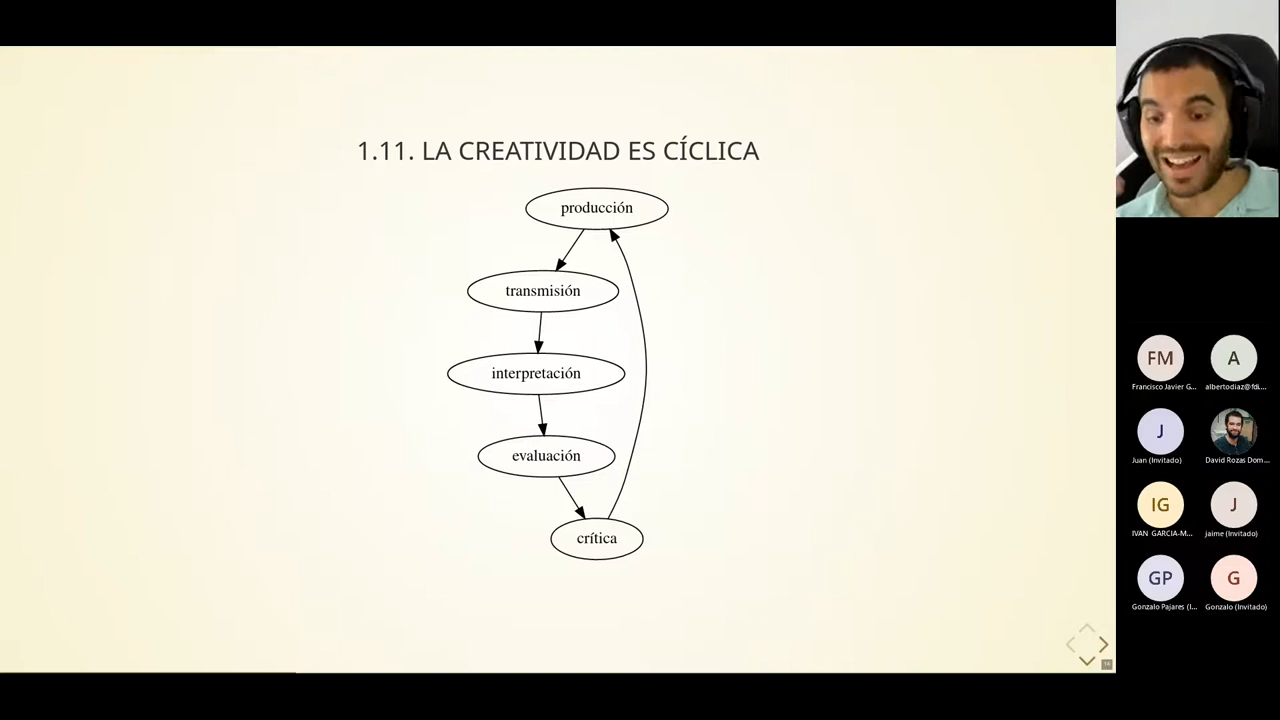 1.11. LA CREATIVIDAD ES CÍCLICA
producción
transmisión
interpretación
evaluación
crítica
FM
Francisco Javier G...
A
albertodiaz@fdi....
J
Juan (Invitado)
David Rozas Dom...
IG
IVAN GARCIA-M...
J
jaime (Invitado)
GP
Gonzalo Pajares (I...
G
Gonzalo (Invitado)